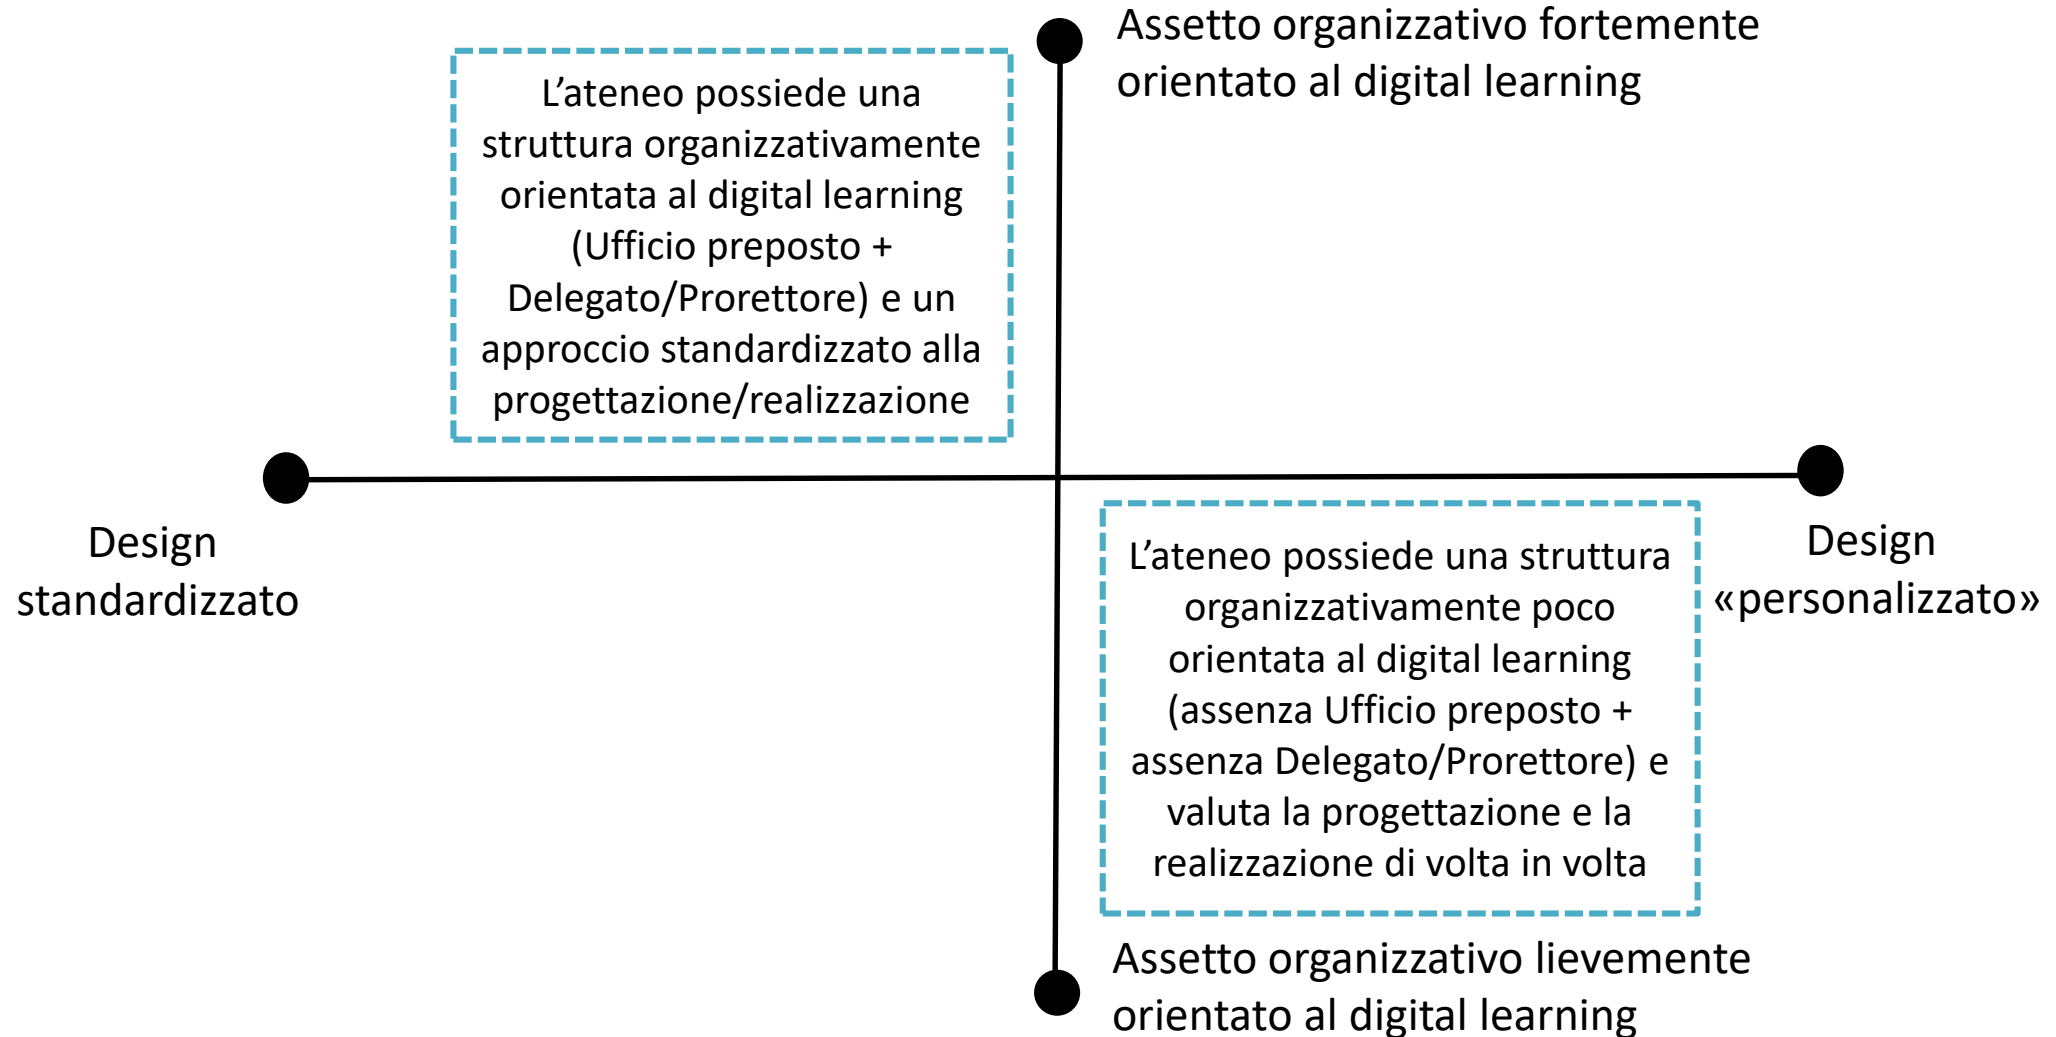 Assetto organizzativo fortemente
orientato al digital learning
L’ateneo possiede una
struttura organizzativamente
orientata al digital learning
(Ufficio preposto +
Delegato/Prorettore) e un
approccio standardizzato alla
progettazione/realizzazione
Design
standardizzato
Design
«personalizzato»
L’ateneo possiede una struttura
organizzativamente poco
orientata al digital learning
(assenza Ufficio preposto +
assenza Delegato/Prorettore) e
valuta la progettazione e la
realizzazione di volta in volta
Assetto organizzativo lievemente
orientato al digital learning